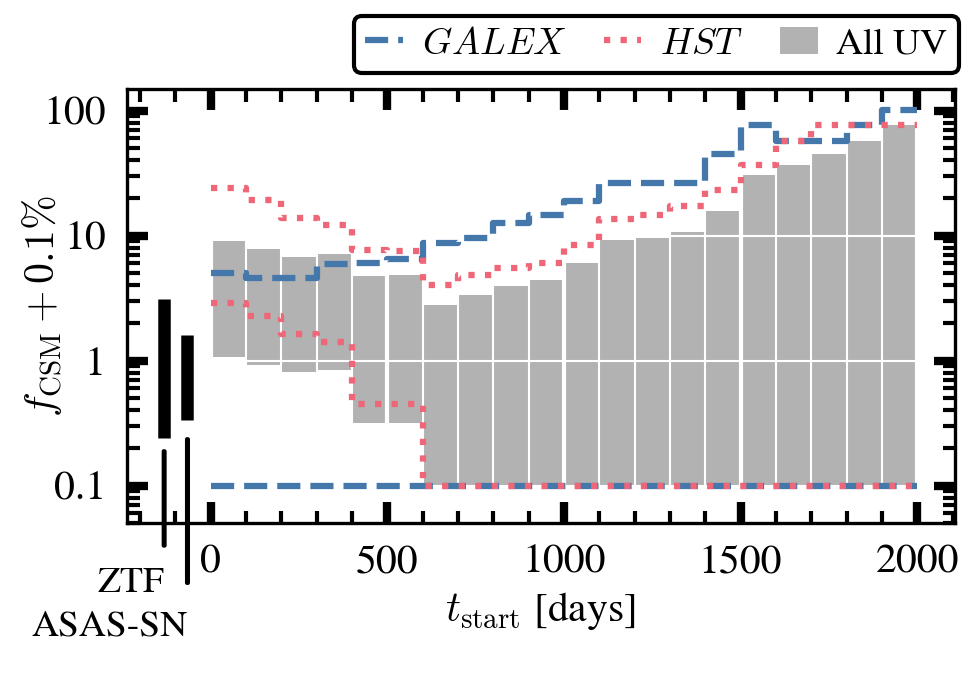 GALEX HST All UV
100
10
1
0.1
f_CSM + 0.1%
0 500 1000 1500 2000
t_start [days]
ZTF
ASAS-SN